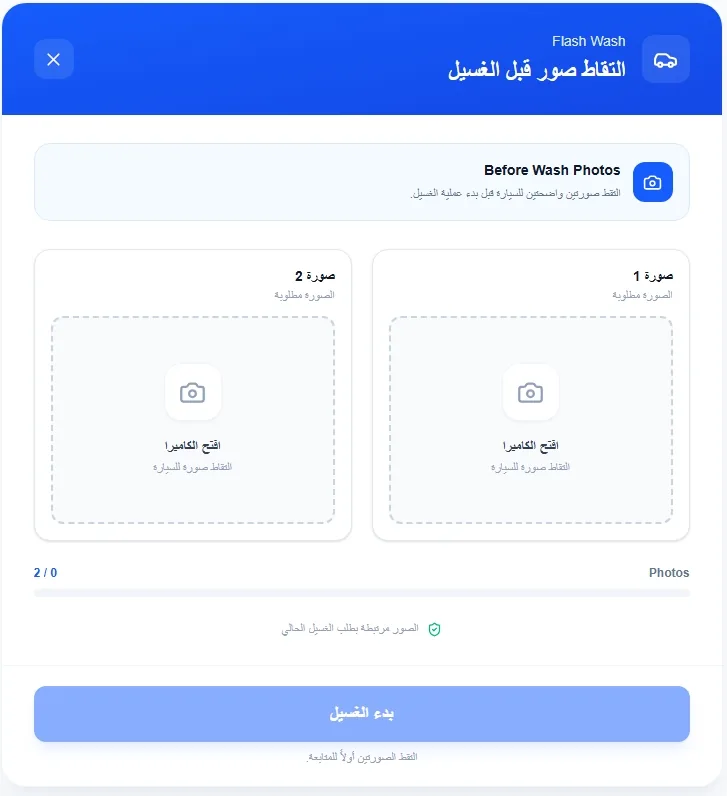 Flash Wash
التقاط صور قبل الغسيل
Before Wash Photos
التقط صورتين واضحتين للسيارة قبل بدء عملية الغسيل.
صورة 1
الصورة مطلوبة
افتح الكاميرا
التقاط صورة للسيارة
صورة 2
الصورة مطلوبة
افتح الكاميرا
التقاط صورة للسيارة
Photos
2 / 0
الصور مرتبطة بطلب الغسيل الحالي
بدء الغسيل
التقط الصورتين أولاً للمتابعة.